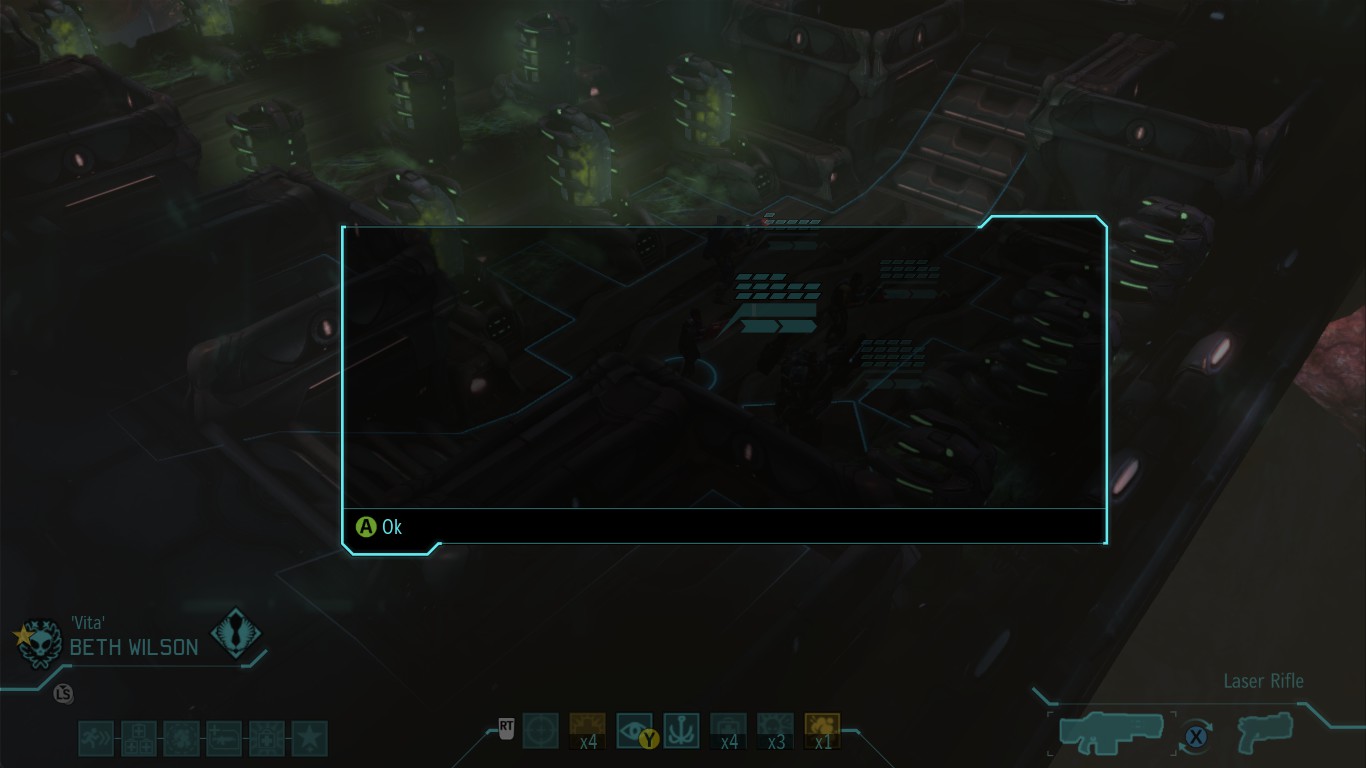 A Ok
'Vita'
BETH WILSON
LS
RT
x4
Y
x4
x3
x1
Laser Rifle
X